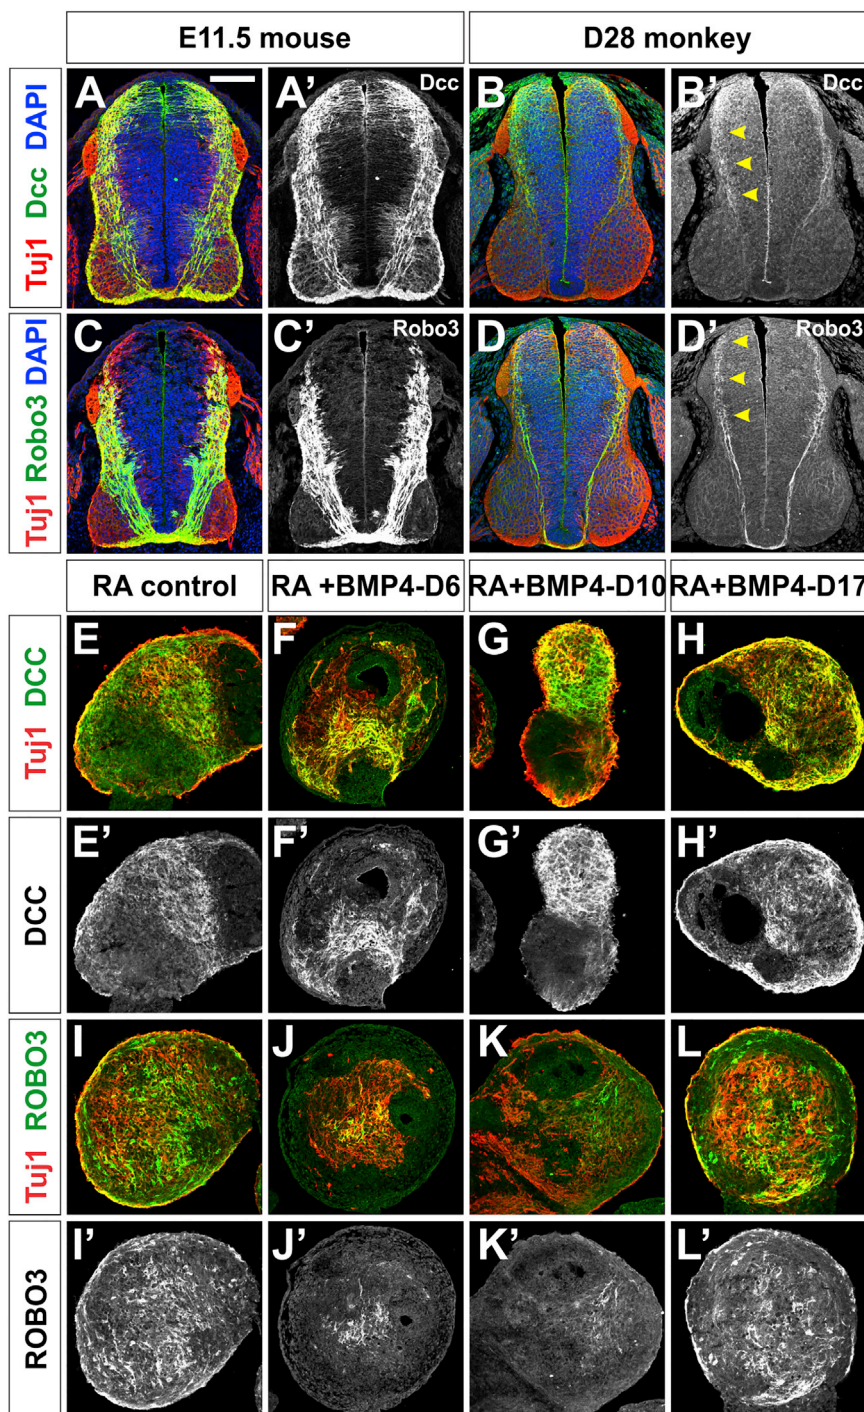 E11.5 mouse
D28 monkey
Tuj1 Dcc DAPI
A
A’
Dcc
B
B’
Dcc
Tuj1 Robo3 DAPI
C
C’
Robo3
D
D’
Robo3
RA control
RA +BMP4-D6
RA+BMP4-D10
RA+BMP4-D17
Tuj1 DCC
E
F
G
H
DCC
E’
F’
G’
H’
Tuj1 ROBO3
I
J
K
L
ROBO3
I’
J’
K’
L’